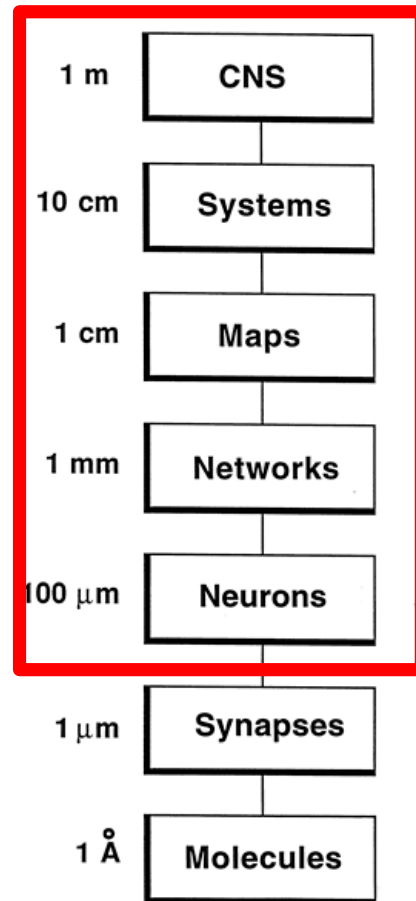 1 m CNS
10 cm Systems
1 cm Maps
1 mm Networks
100 μm Neurons
1 μm Synapses
1 Å Molecules